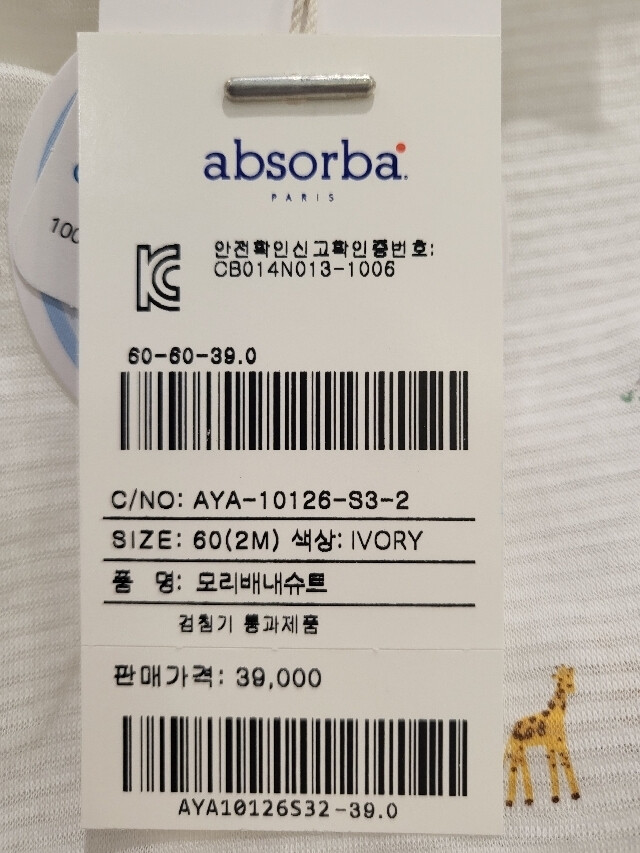 absorba
PARIS
안전확인신고확인증번호:
CB014N013-1006
60-60-39.0
C/NO: AYA-10126-S3-2
SIZE: 60(2M) 색상: IVORY
품 명: 모리배내슈트
검침기 통과제품
판매가격: 39,000
AYA10126S32-39.0